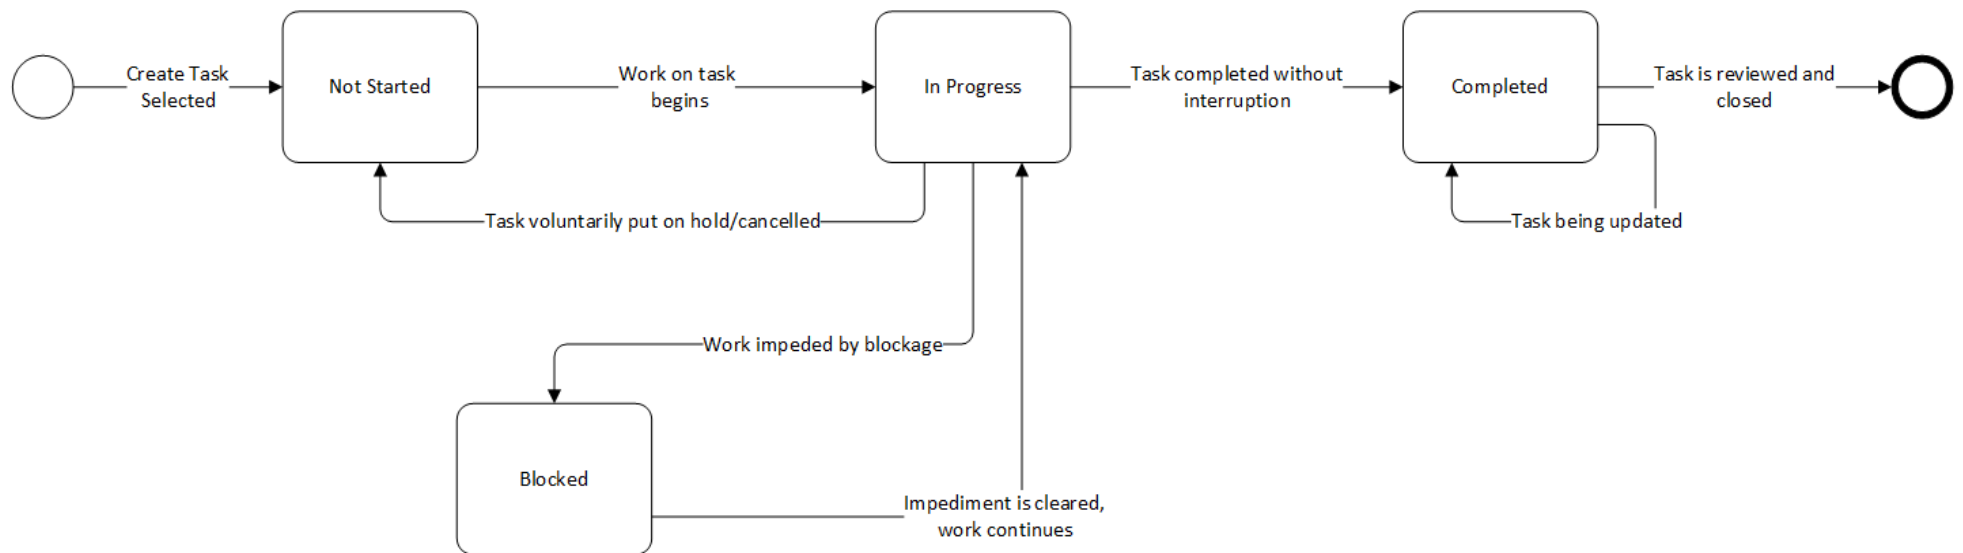 Create Task
Selected
Not Started
Work on task
begins
In Progress
Task completed without
interruption
Completed
Task is reviewed and
closed
Task voluntarily put on hold/cancelled
Task being updated
Work impeded by blockage
Blocked
Impediment is cleared,
work continues